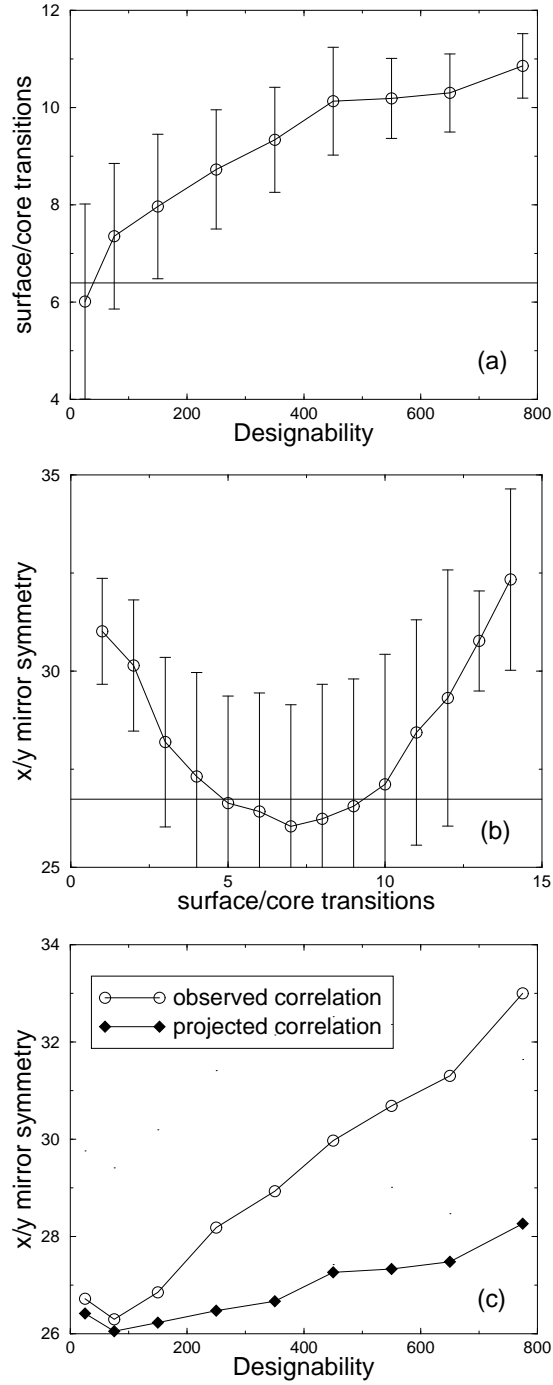 12
10
8
6
4
surface/core transitions
(a)
0 200 400 600 800
Designability
35
30
25
x/y mirror symmetry
(b)
0 5 10 15
surface/core transitions
34
32
30
28
26
x/y mirror symmetry
observed correlation
projected correlation
(c)
0 200 400 600 800
Designability